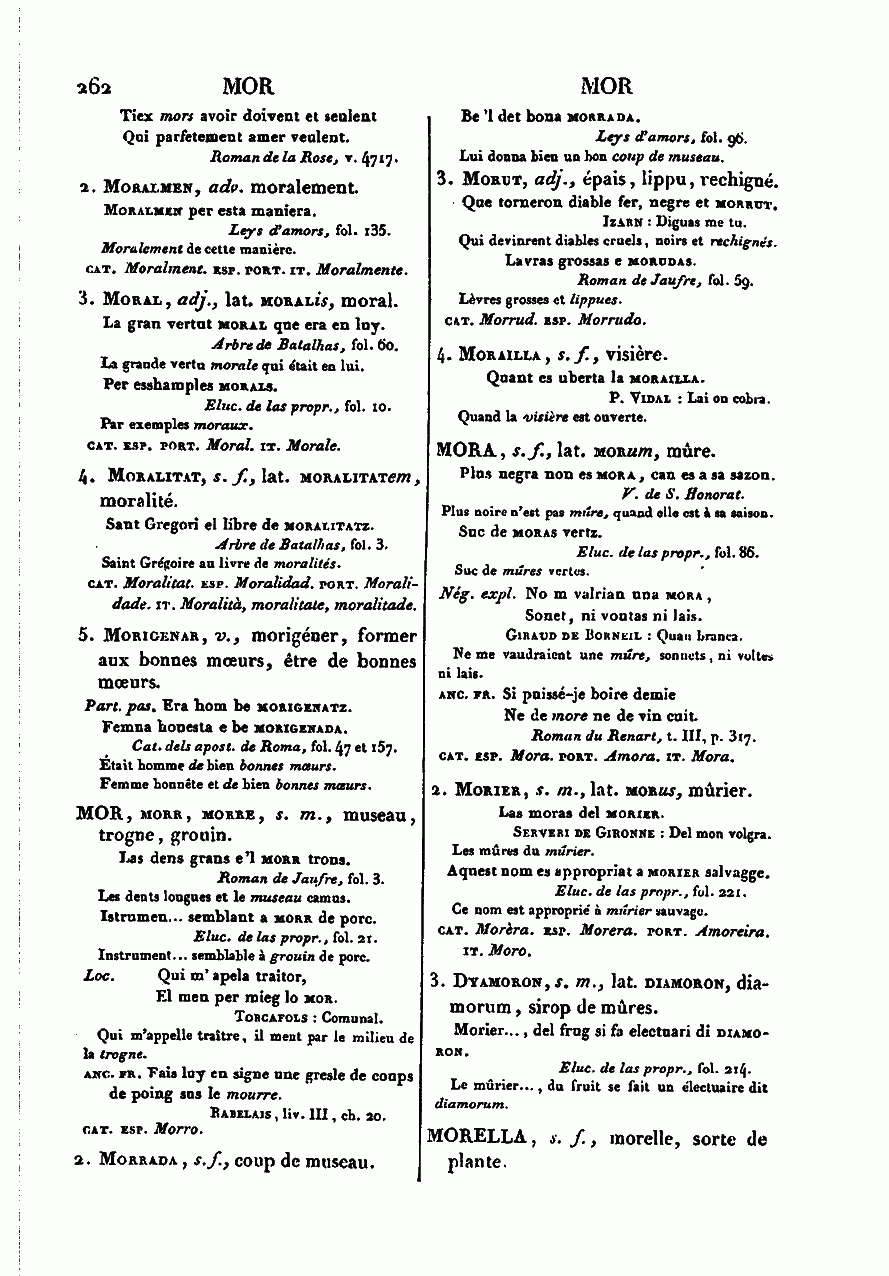 262 MOR MOR
Tiex mors avoir doivent et seulent
Qui parfetement amer veulent.
Roman de la Rose, v. 4717.
2. Moralmen, adv. moralement.
Moralmen per esta maniera.
Leys d'amors, fol. 135.
Moralement de cette manière.
CAT. Moralment. ESP. PORT. IT. Moralmente.
3. Moral, adj., lat. MORALis, moral.
La gran vertut MORAL que era en luy.
Arbre de Batalhas, fol. 60.
La grande vertu morale qui était en lui.
Per esshamples MORALS.
Eluc. de las propr., fol. 10.
Par exemples moraux.
CAT. ESP. PORT. Moral. IT. Morale.
4. Moralitat, s. f., lat. MORALITATem,
moralité.
Sant Gregori el libre de MORALITATZ.
Arbre de Batalhas, fol. 3.
Saint Grégoire au livre de moralités.
CAT. Moralitat. ESP. Moralidad. PORT. Morali-
dade. IT. Moralità, moralitate, moralitade.
5. Morigenar, v., morigéner, former
aux bonnes mœurs, être de bonnes
mœurs.
Part. pas. Era hom be MORIGENATZ.
Femna honesta e be MORIGENADA.
Cat. dels apost. de Roma, fol. 47 et 157.
Était homme de bien bonnes mœurs.
Femme honnête et de bien bonnes mœurs.
MOR, MORR, MORRE, s. m., museau,
trogne, grouin.
Las dens grans e'l MORR trons.
Roman de Jaufre, fol. 3.
Les dents longues et le museau camus.
Istrumen... semblant a MORR de porc.
Eluc. de las propr., fol. 21.
Instrument... semblable à grouin de porc.
Loc. Qui m'apela traitor,
El men per mieg lo MOR.
Torcafols : Comunal.
Qui m'appelle traître, il ment par le milieu de
la trogne.
ANC. FR. Fais luy en signe une gresle de coups
de poing sus le mourre.
Rabelais, liv. III, ch. 20.
CAT. ESP. Morro.
2. Morrada, s. f., coup de museau.
Be 'l det bona MORRADA.
Leys d'amors, fol. 96.
Lui donna bien un bon coup de museau.
3. Morut, adj., épais, lippu, rechigné.
Que torneron diable fer, negre et MORRUT.
Izarn : Diguas me tu.
Qui devinrent diables cruels, noirs et rechignés.
Lavras grossas e MORUDAS.
Roman de Jaufre, fol. 59.
Lèvres grosses et lippues.
CAT. Morrud. ESP. Morrudo.
4. Morailla, s. f., visière.
Quant es uberta la MORAILLA.
P. Vidal : Lai on cobra.
Quand la visière est ouverte.
MORA, s. f., lat. MORum, mûre.
Plus negra non es MORA, can es a sa sazon.
V. de S. Honorat.
Plus noire n'est pas mûre, quand elle est à sa saison.
Suc de MORAS vertz.
Eluc. de las propr., fol. 86.
Suc de mûres vertes.
Nég. expl. No m valrian una MORA,
Sonet, ni voutas ni lais.
Giraud de Borneil : Quan branca.
Ne me vaudraient une mûre, sonnets, ni voltes
ni lais.
ANC. FR. Si puissé-je boire demie
Ne de more ne de vin cuit.
Roman du Renart, t. III, p. 317.
CAT. ESP. Mora. PORT. Amora. IT. Mora.
2. Morier, s. m., lat. MORus, mûrier.
Las moras del MORIER.
Serveri de Gironne : Del mon volgra.
Les mûres du mûrier.
Aquest nom es appropriat a MORIER salvagge.
Eluc. de las propr., fol. 221.
Ce nom est approprié à mûrier sauvage.
CAT. Morèra. ESP. Morera. PORT. Amoreira.
IT. Moro.
3. Dyamoron, s. m., lat. DIAMORON, dia-
morum, sirop de mûres.
Morier..., del frug si fa electuari di DIAMO-
RON.
Eluc. de las propr., fol. 214.
Le mûrier..., du fruit se fait un électuaire dit
diamorum.
MORELLA, s. f., morelle, sorte de
plante.